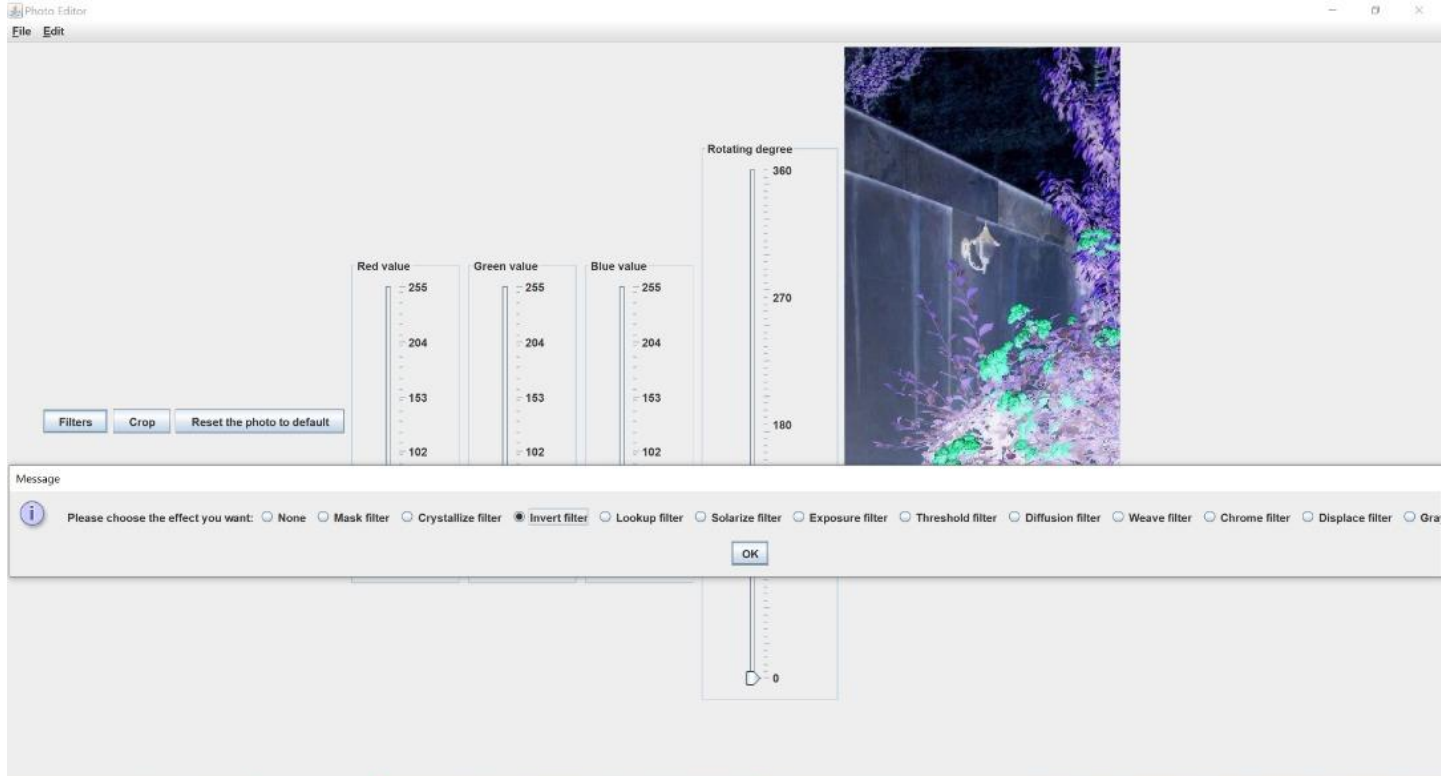 Photo Editor
File Edit
Rotating degree
360
270
180
0
Red value
255
204
153
102
Green value
255
204
153
102
Blue value
255
204
153
102
Filters Crop Reset the photo to default
Message
Please choose the effect you want: None Mask filter Crystallize filter Invert filter Lookup filter Solarize filter Exposure filter Threshold filter Diffusion filter Weave filter Chrome filter Displace filter Gra
OK